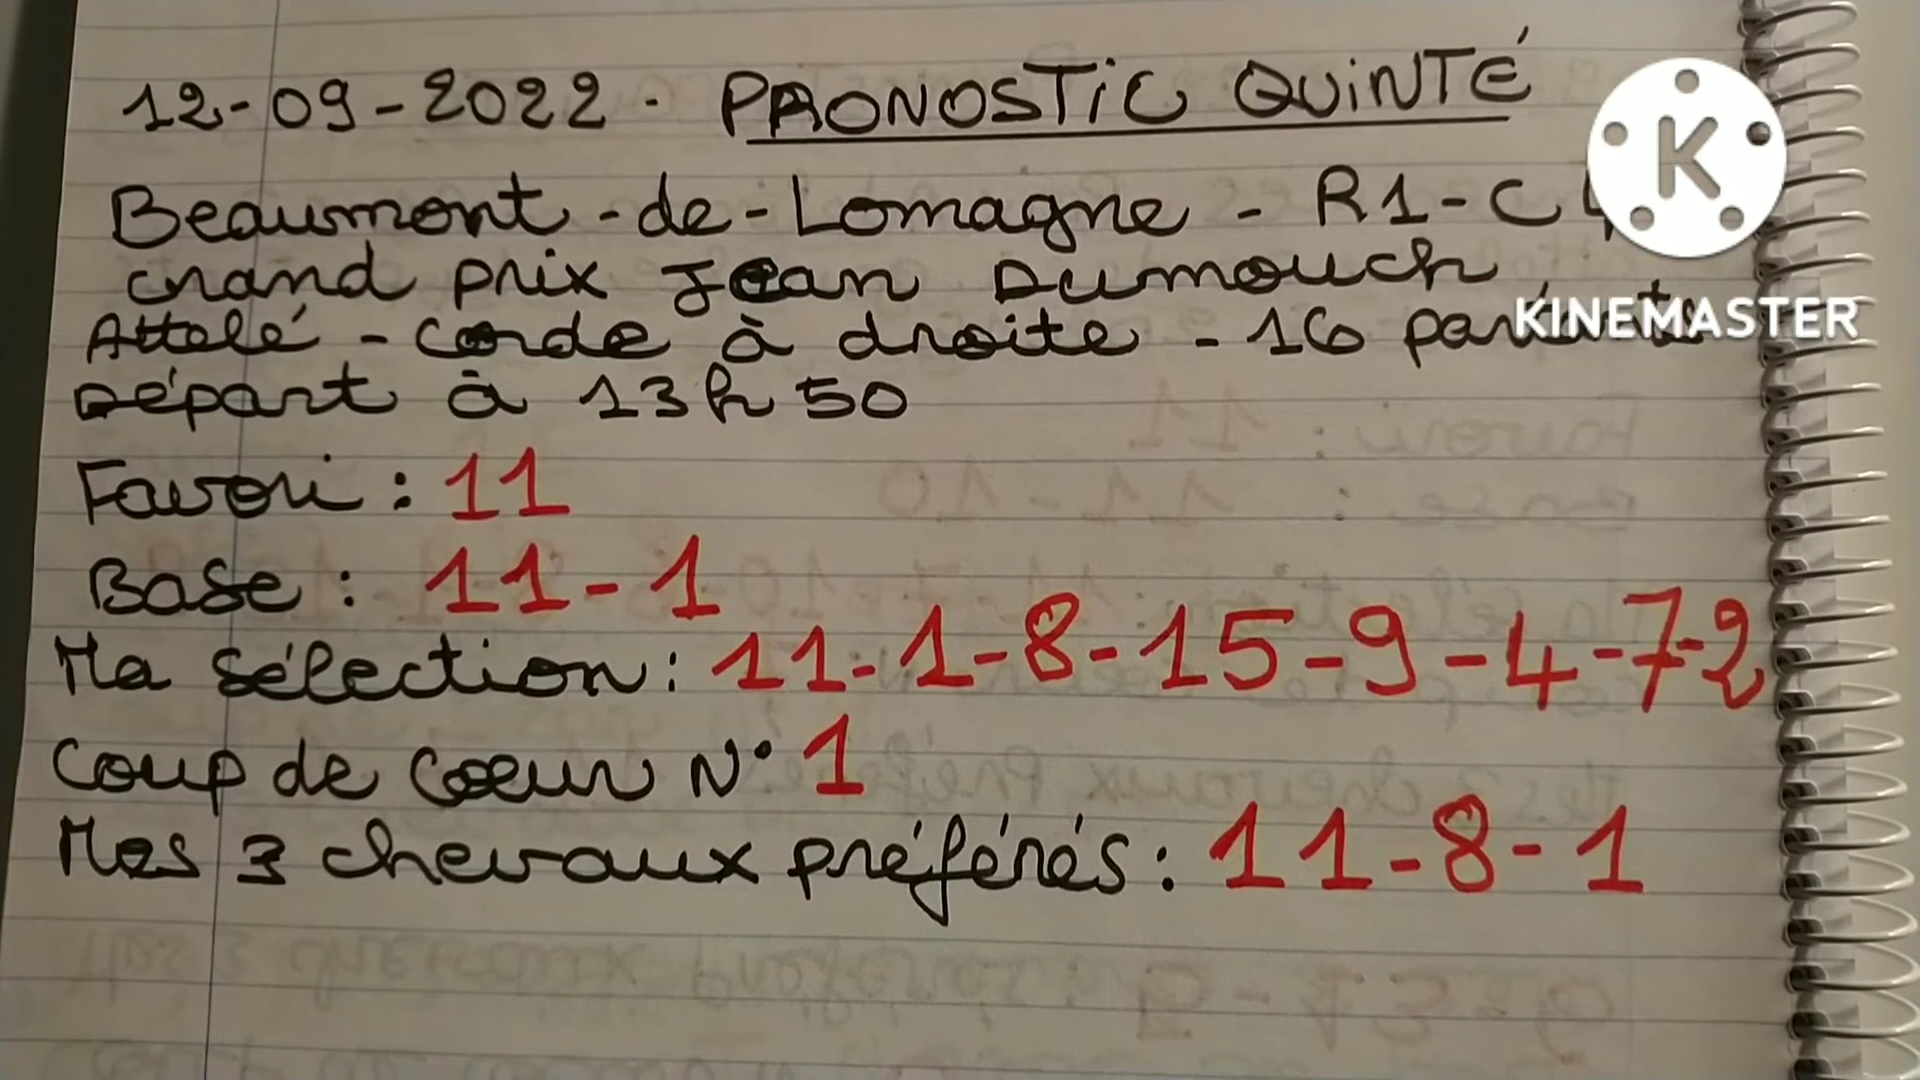 12-09-2022. PRONOSTIC QUINTÉ
Beaumont-de-Lomagne - R1-C4
Grand prix Jean Dumouch
Attelé - Corde à droite - 16 partants
Départ à 13h50
Favori : 11
Base : 11-1
Ma sélection : 11-1-8-15-9-4-7-2
Coup de cœur N° 1
Mes 3 chevaux préférés : 11-8-1
KINEMASTER